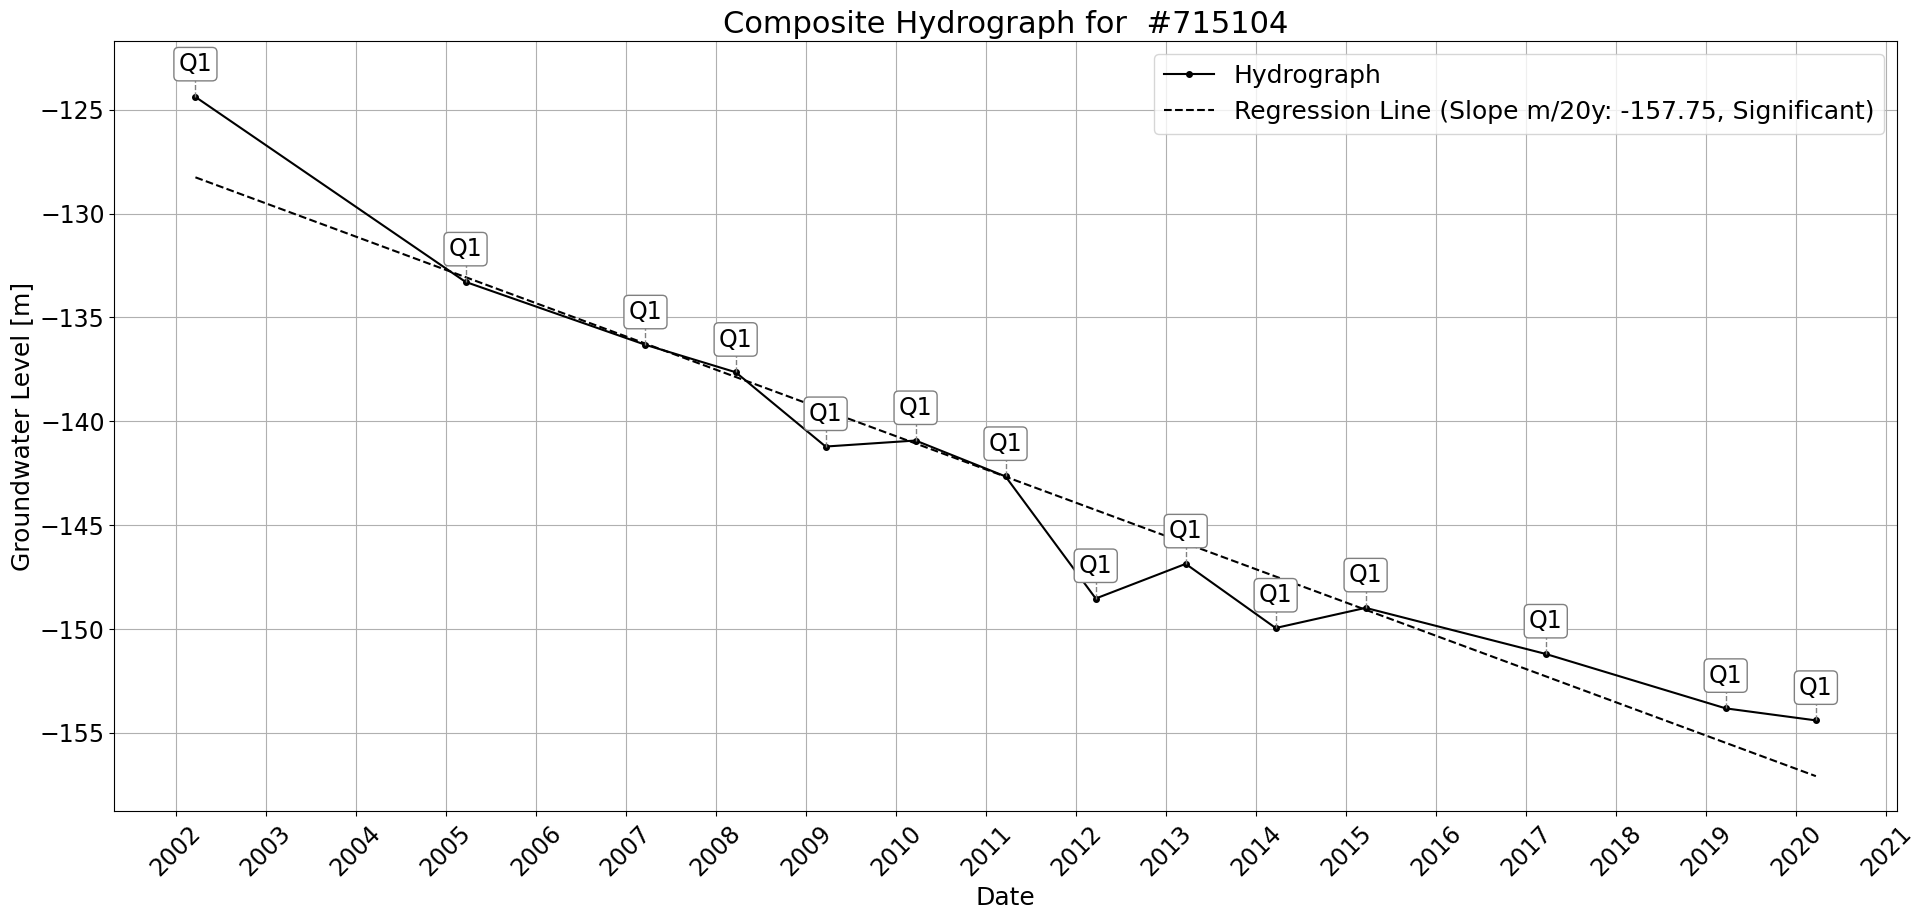 Composite Hydrograph for  #715104
Hydrograph
Regression Line (Slope m/20y: -157.75, Significant)
Groundwater Level [m]
−125
−130
−135
−140
−145
−150
−155
Q1
Q1
Q1
Q1
Q1
Q1
Q1
Q1
Q1
Q1
Q1
Q1
Q1
Q1
2002
2003
2004
2005
2006
2007
2008
2009
2010
2011
2012
2013
2014
2015
2016
2017
2018
2019
2020
2021
Date